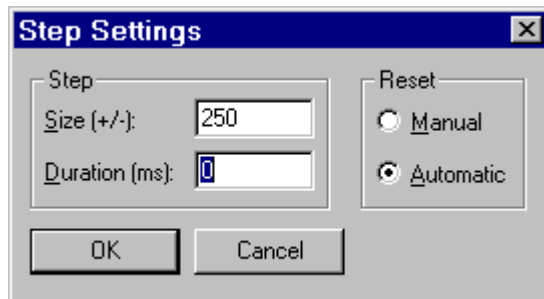 Step Settings
Step
Size (+/-): 250
Duration (ms): 0
Reset
Manual
Automatic
OK Cancel